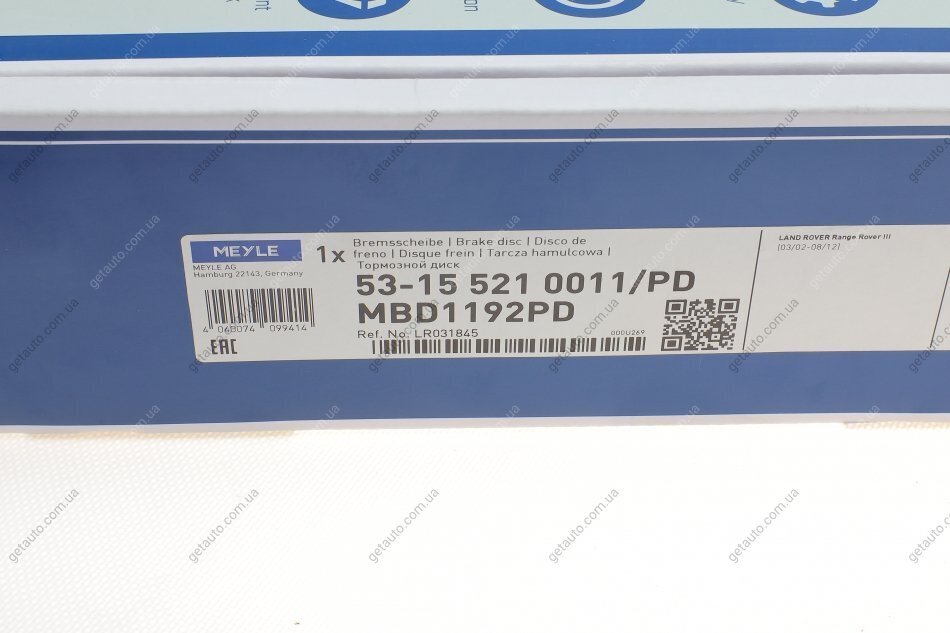 MEYLE
MEYLE AG
Hamburg 22143, Germany
4 068074 099414
EAC
1x
Bremsscheibe | Brake disc | Disco de
freno | Disque frein | Tarcza hamulcowa |
Тормозной диск
53-15 521 0011/PD
MBD1192PD
Ref. No. LR031845
000U269
LAND ROVER Range Rover III
(03/02-08/12)
getauto.com.ua